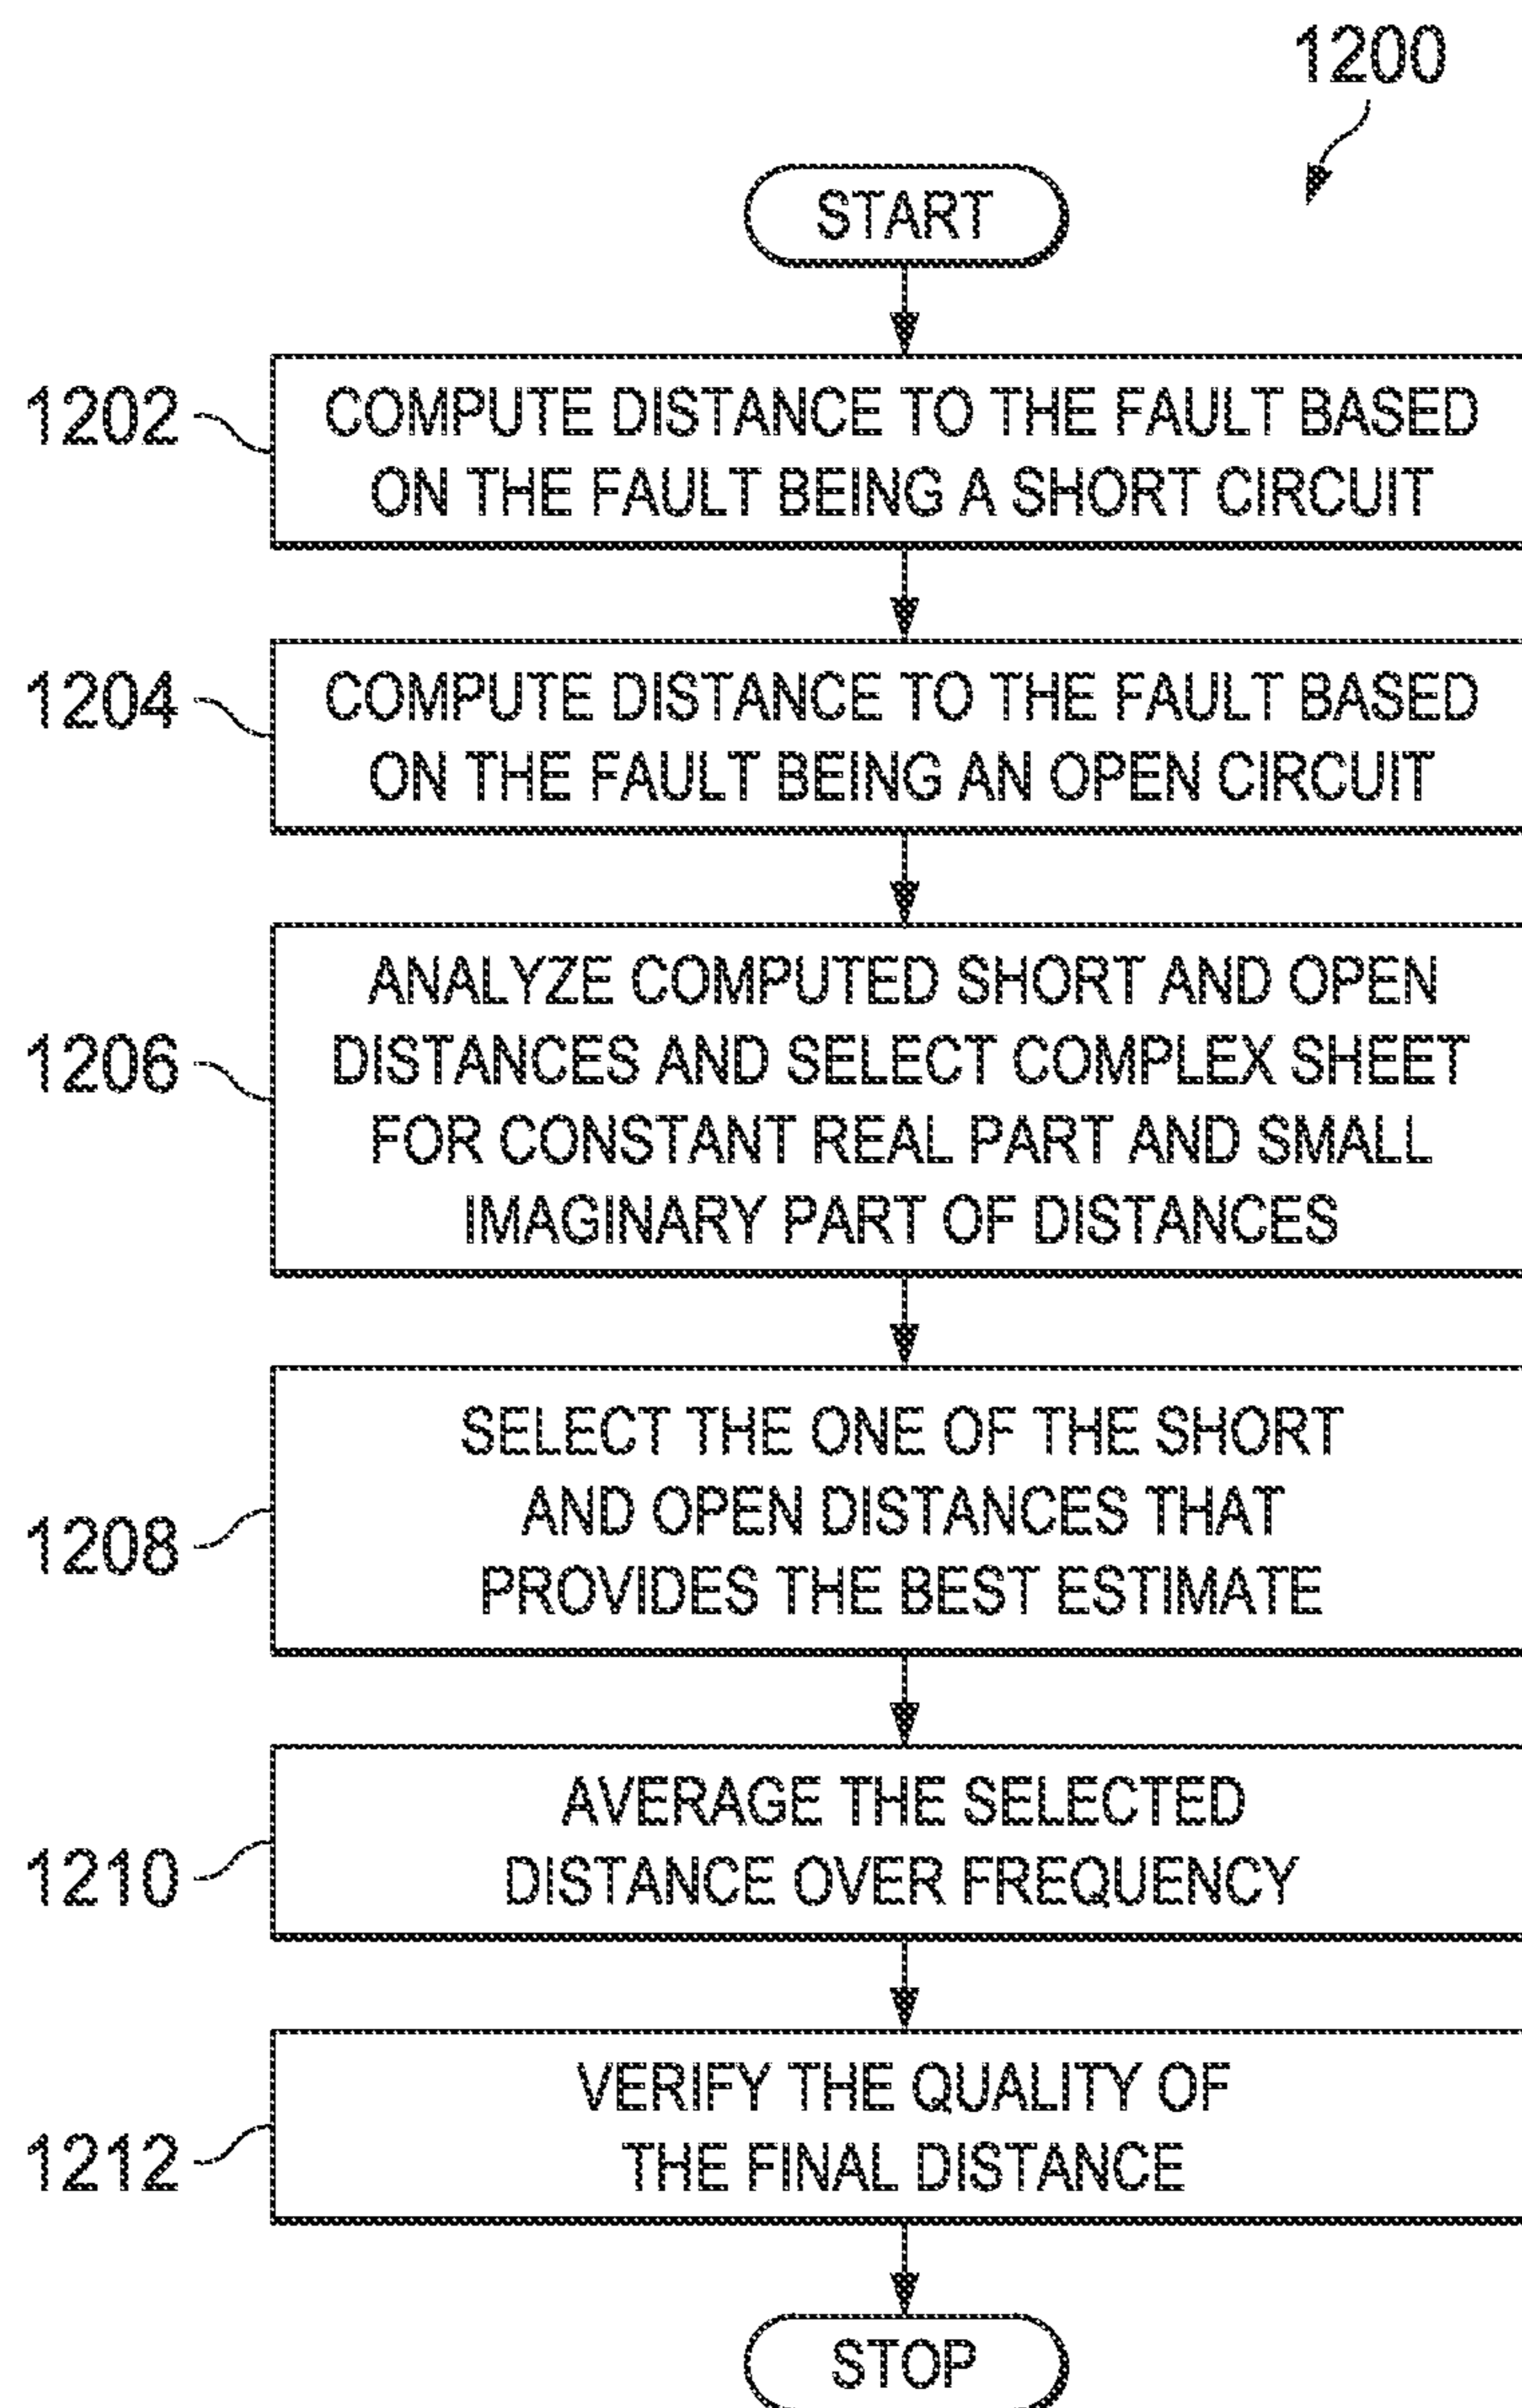 1200
START
1202
COMPUTE DISTANCE TO THE FAULT BASED
ON THE FAULT BEING A SHORT CIRCUIT
1204
COMPUTE DISTANCE TO THE FAULT BASED
ON THE FAULT BEING AN OPEN CIRCUIT
1206
ANALYZE COMPUTED SHORT AND OPEN
DISTANCES AND SELECT COMPLEX SHEET
FOR CONSTANT REAL PART AND SMALL
IMAGINARY PART OF DISTANCES
1208
SELECT THE ONE OF THE SHORT
AND OPEN DISTANCES THAT
PROVIDES THE BEST ESTIMATE
1210
AVERAGE THE SELECTED
DISTANCE OVER FREQUENCY
1212
VERIFY THE QUALITY OF
THE FINAL DISTANCE
STOP